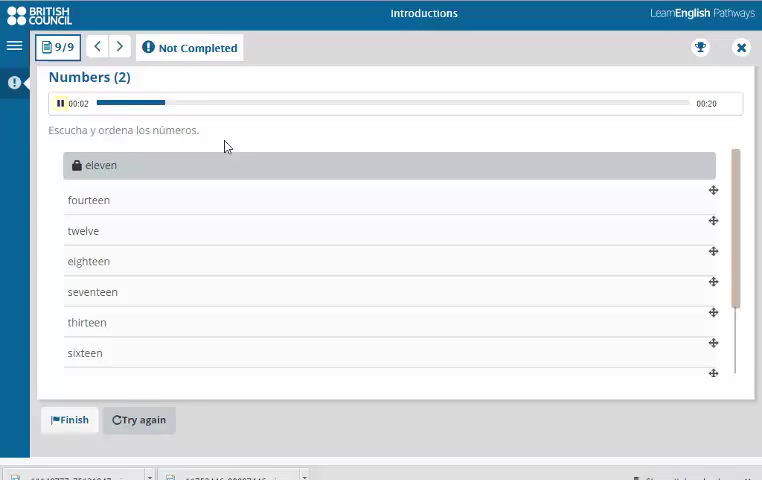 BRITISH
COUNCIL
Introductions
LearnEnglish Pathways
9/9
Not Completed
Numbers (2)
00:02
00:20
Escucha y ordena los números.
eleven
fourteen
twelve
eighteen
seventeen
thirteen
sixteen
Finish
Try again